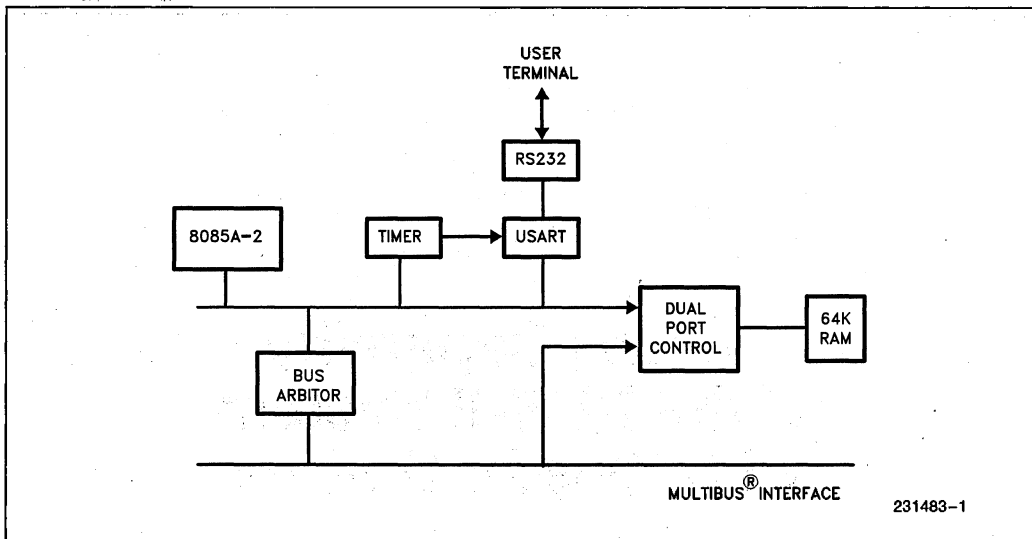 USER
TERMINAL
RS232
8085A-2
TIMER
USART
DUAL
PORT
CONTROL
64K
RAM
BUS
ARBITOR
MULTIBUS® INTERFACE
231483-1